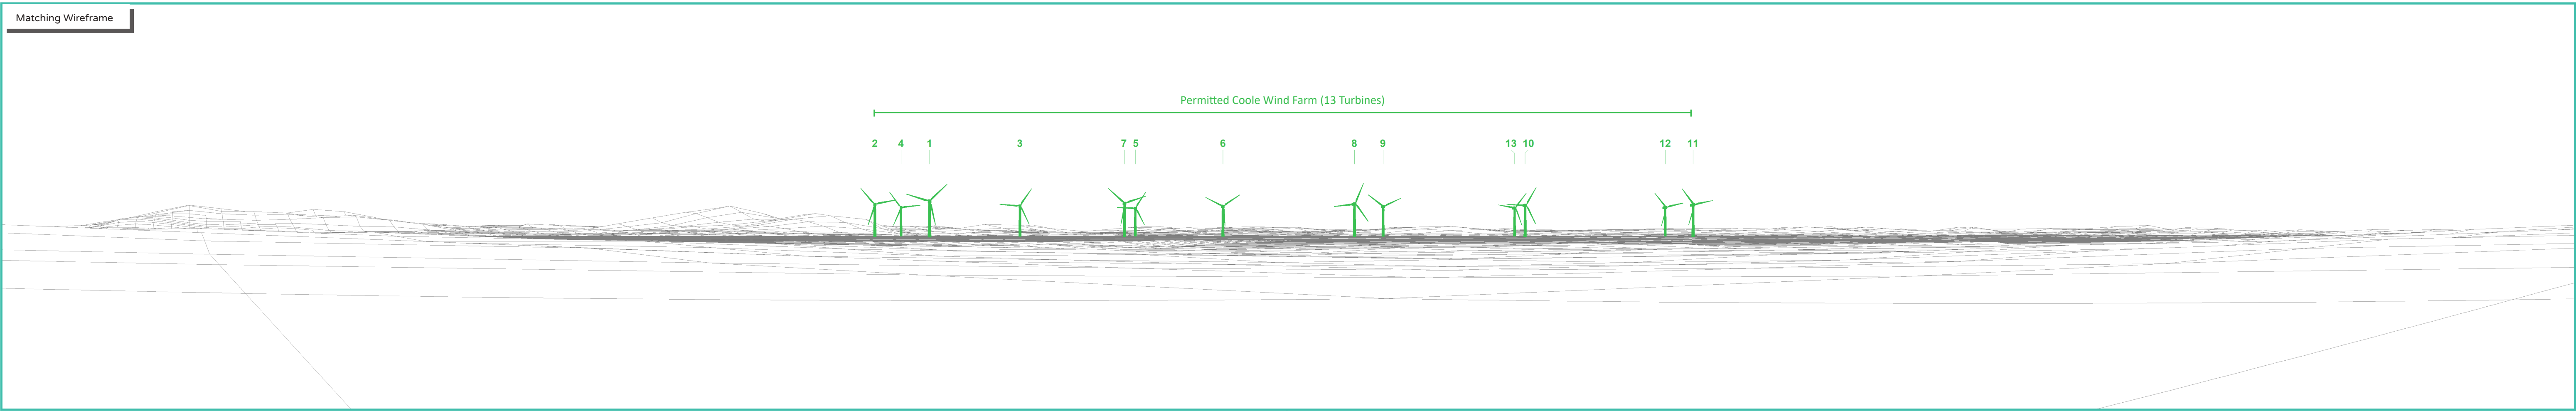 Matching Wireframe
Permitted Coole Wind Farm (13 Turbines)
2 4 1 3 7 5 6 8 9 13 10 12 11